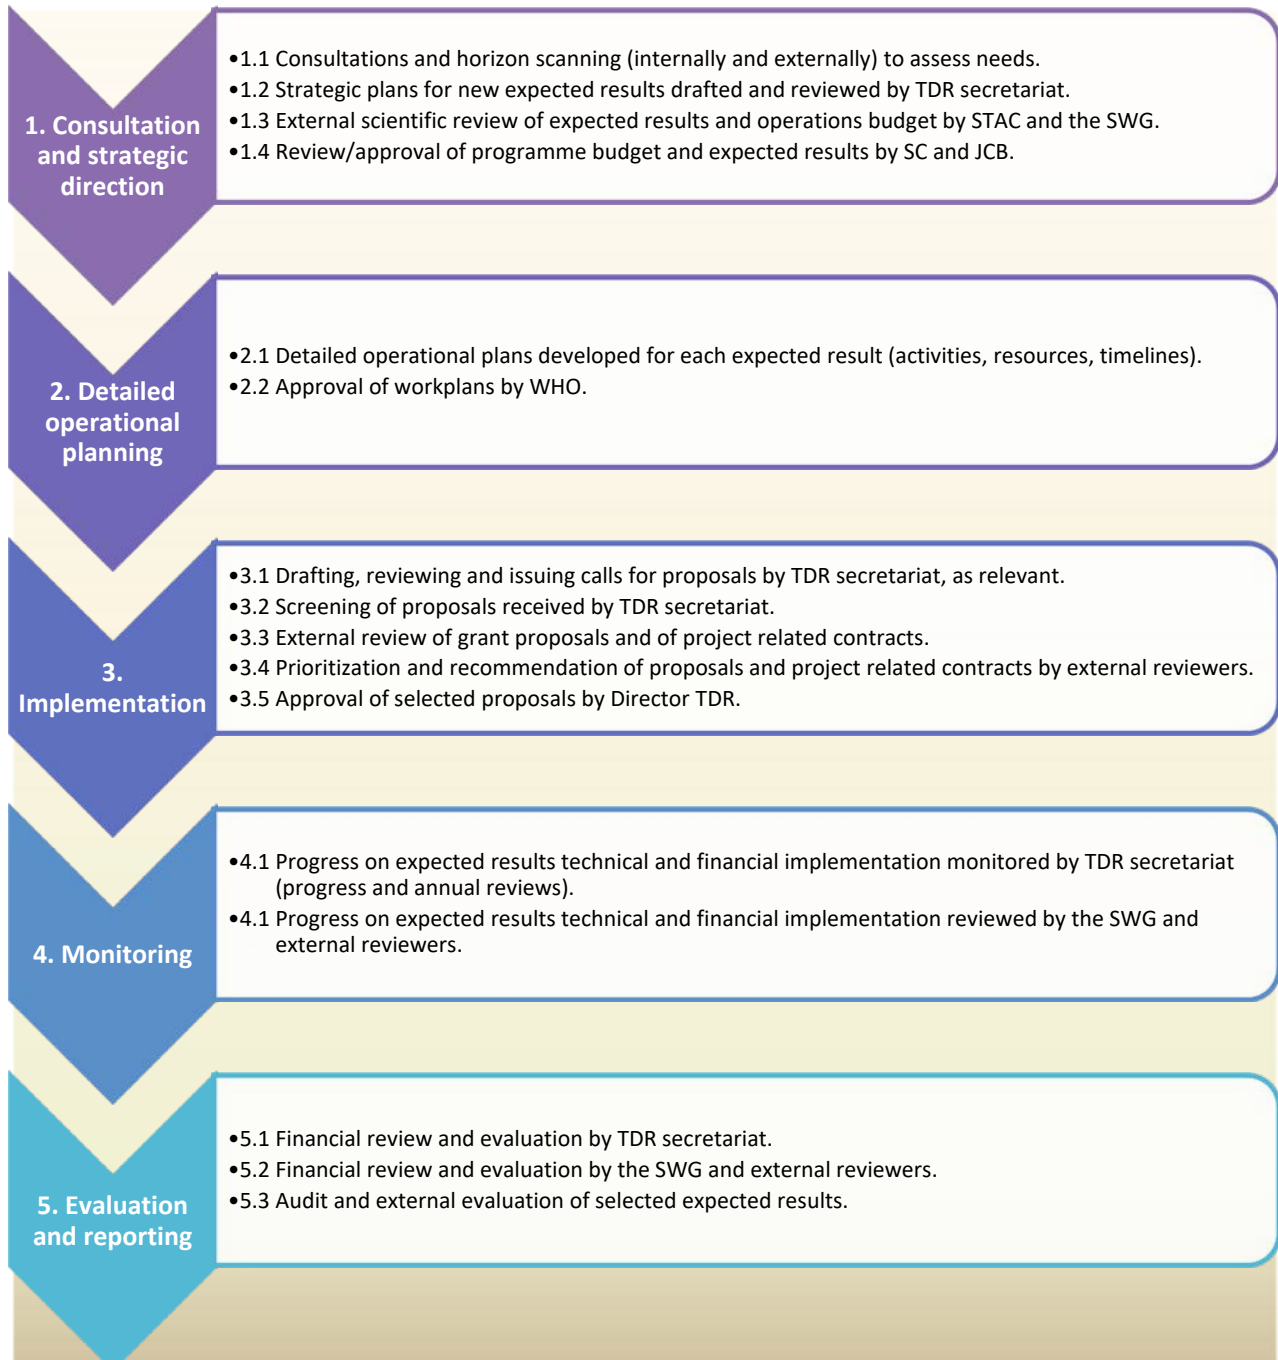 1. Consultation
and strategic
direction
•1.1 Consultations and horizon scanning (internally and externally) to assess needs.
•1.2 Strategic plans for new expected results drafted and reviewed by TDR secretariat.
•1.3 External scientific review of expected results and operations budget by STAC and the SWG.
•1.4 Review/approval of programme budget and expected results by SC and JCB.
2. Detailed
operational
planning
•2.1 Detailed operational plans developed for each expected result (activities, resources, timelines).
•2.2 Approval of workplans by WHO.
3.
Implementation
•3.1 Drafting, reviewing and issuing calls for proposals by TDR secretariat, as relevant.
•3.2 Screening of proposals received by TDR secretariat.
•3.3 External review of grant proposals and of project related contracts.
•3.4 Prioritization and recommendation of proposals and project related contracts by external reviewers.
•3.5 Approval of selected proposals by Director TDR.
4. Monitoring
•4.1 Progress on expected results technical and financial implementation monitored by TDR secretariat
(progress and annual reviews).
•4.1 Progress on expected results technical and financial implementation reviewed by the SWG and
external reviewers.
5. Evaluation
and reporting
•5.1 Financial review and evaluation by TDR secretariat.
•5.2 Financial review and evaluation by the SWG and external reviewers.
•5.3 Audit and external evaluation of selected expected results.